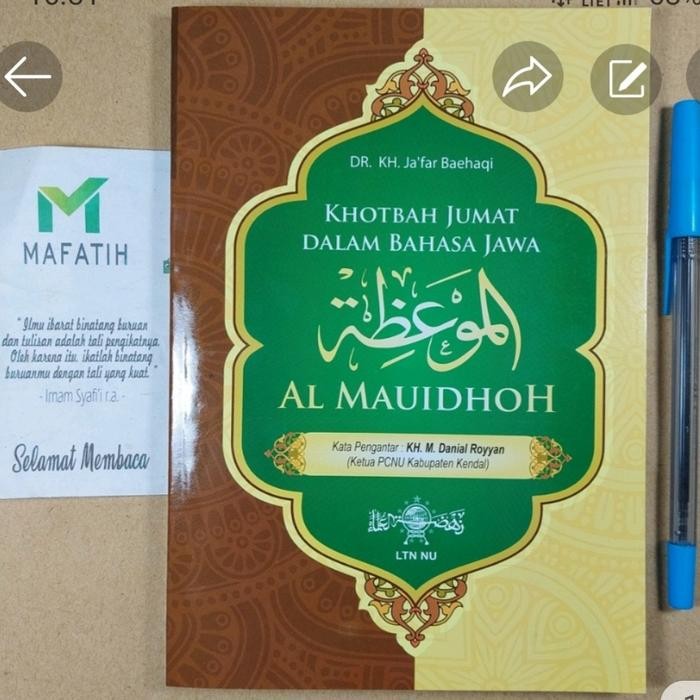 DR. KH. Ja'far Baehaqi
KHOTBAH JUMAT
DALAM BAHASA JAWA
الموعظة
AL MAUIDHOH
Kata Pengantar : KH. M. Danial Royyan
(Ketua PCNU Kabupaten Kendal)
نهضة العلماء
LTN NU
MAFATIH
"Ilmu ibarat binatang buruan
dan tulisan adalah tali pengikatnya.
Oleh karena itu, ikatlah binatang
buruanmu dengan tali yang kuat."
- Imam Syafi'i r.a. -
Selamat Membaca